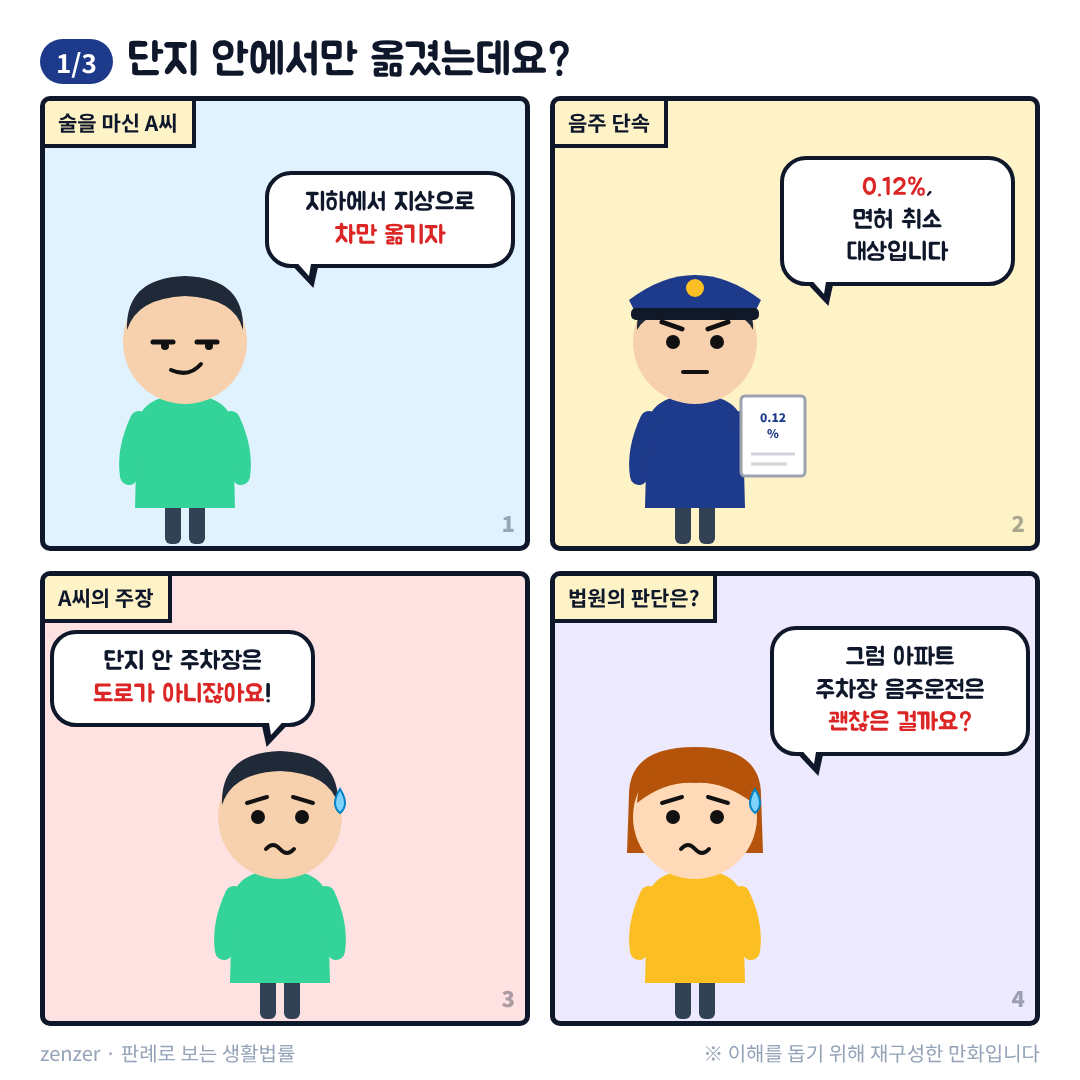 1/3 단지 안에서만 옮겼는데요?
술을 마신 A씨
지하에서 지상으로
차만 옮기자
1
음주 단속
0.12%,
면허 취소
대상입니다
0.12
%
2
A씨의 주장
단지 안 주차장은
도로가 아니잖아요!
3
법원의 판단은?
그럼 아파트
주차장 음주운전은
괜찮은 걸까요?
4
zenzer · 판례로 보는 생활법률
※ 이해를 돕기 위해 재구성한 만화입니다